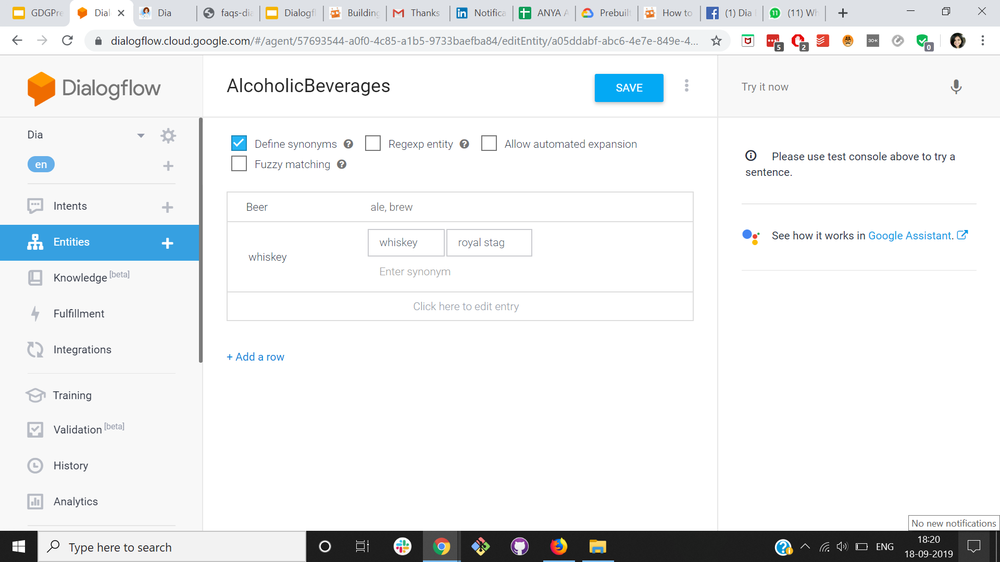 GDGPre
Dial
Dia
faqs-dia
Dialogfl
Building
Thanks
Notifica
ANYA A
Prebuilt
How to
(1) Dia
(11) Wh
dialogflow.cloud.google.com/#/agent/57693544-a0f0-4c85-a1b5-9733baefba84/editEntity/a05ddabf-abc6-4e7e-849e-4...
5
2
30K
0
Dialogflow
AlcoholicBeverages
SAVE
Try it now
Dia
en
Define synonyms
Regexp entity
Allow automated expansion
Fuzzy matching
Please use test console above to try a
sentence.
Intents
Beer
ale, brew
Entities
whiskey
whiskey
royal stag
Enter synonym
See how it works in Google Assistant.
Knowledge [beta]
Click here to edit entry
Fulfillment
Integrations
+ Add a row
Training
Validation [beta]
History
Analytics
No new notifications
Type here to search
ENG
18:20
18-09-2019